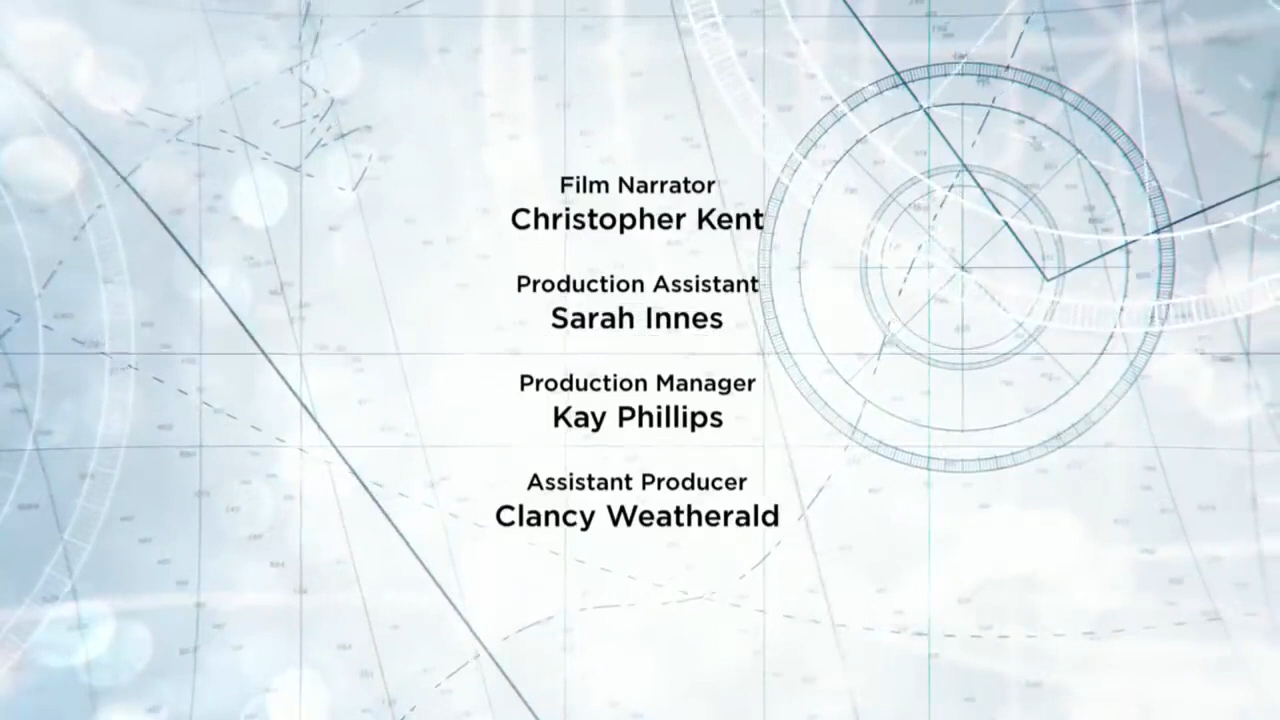 Film Narrator
Christopher Kent
Production Assistant
Sarah Innes
Production Manager
Kay Phillips
Assistant Producer
Clancy Weatherald